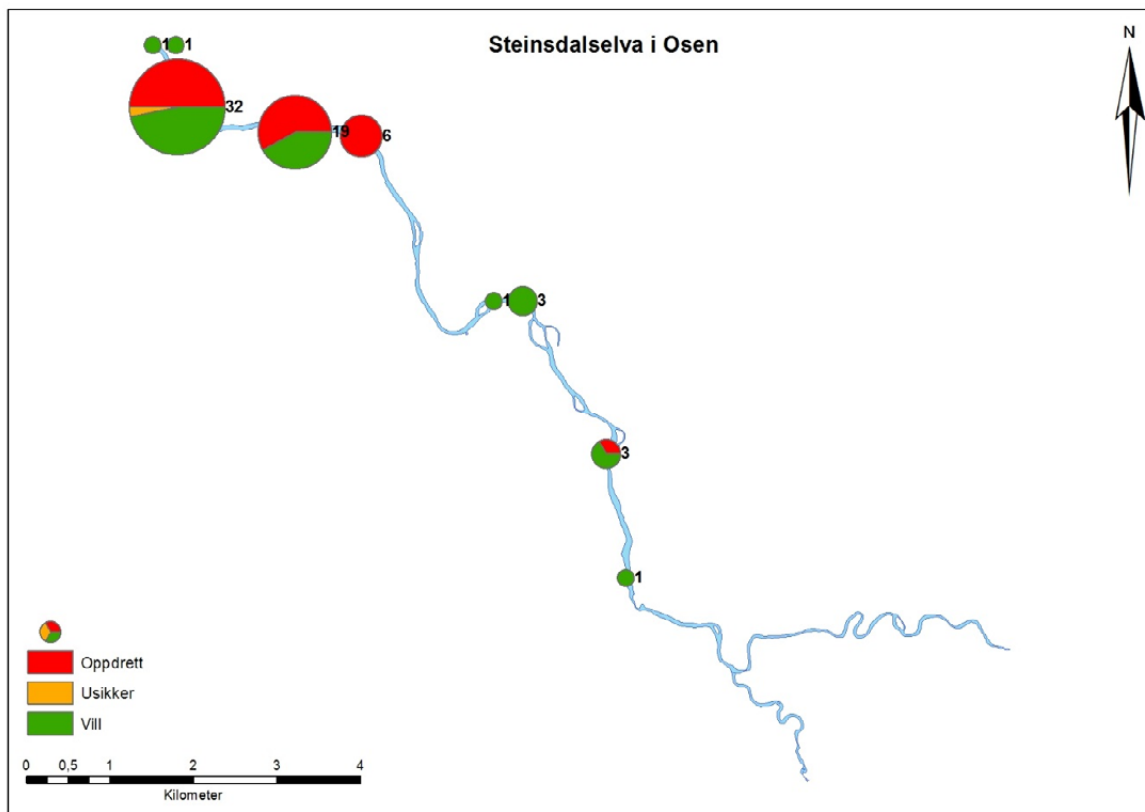 Steinsdalselva i Osen
N
1 1
32
19
6
1 3
3
1
Oppdrett
Usikker
Vill
0 0,5 1 2 3 4
Kilometer